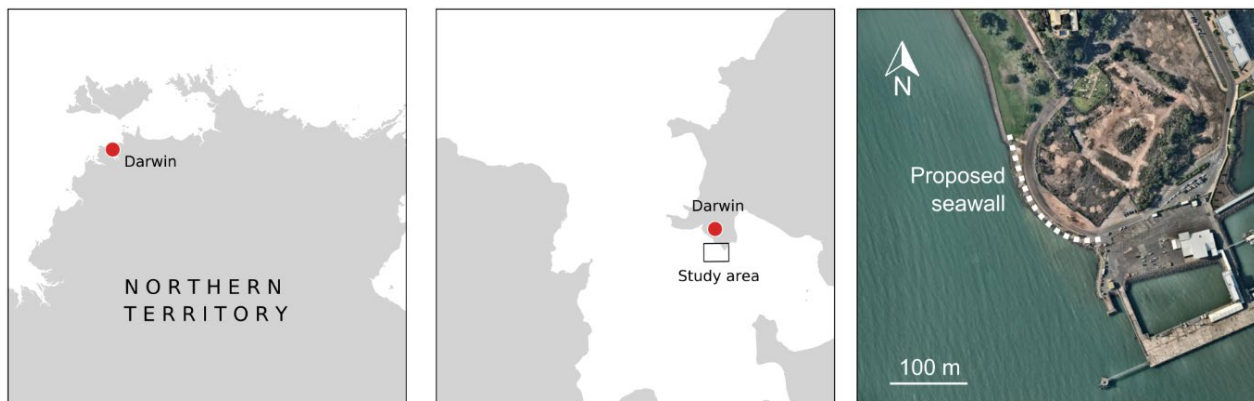 Darwin
NORTHERN
TERRITORY
Darwin
Study area
N
Proposed
seawall
100 m